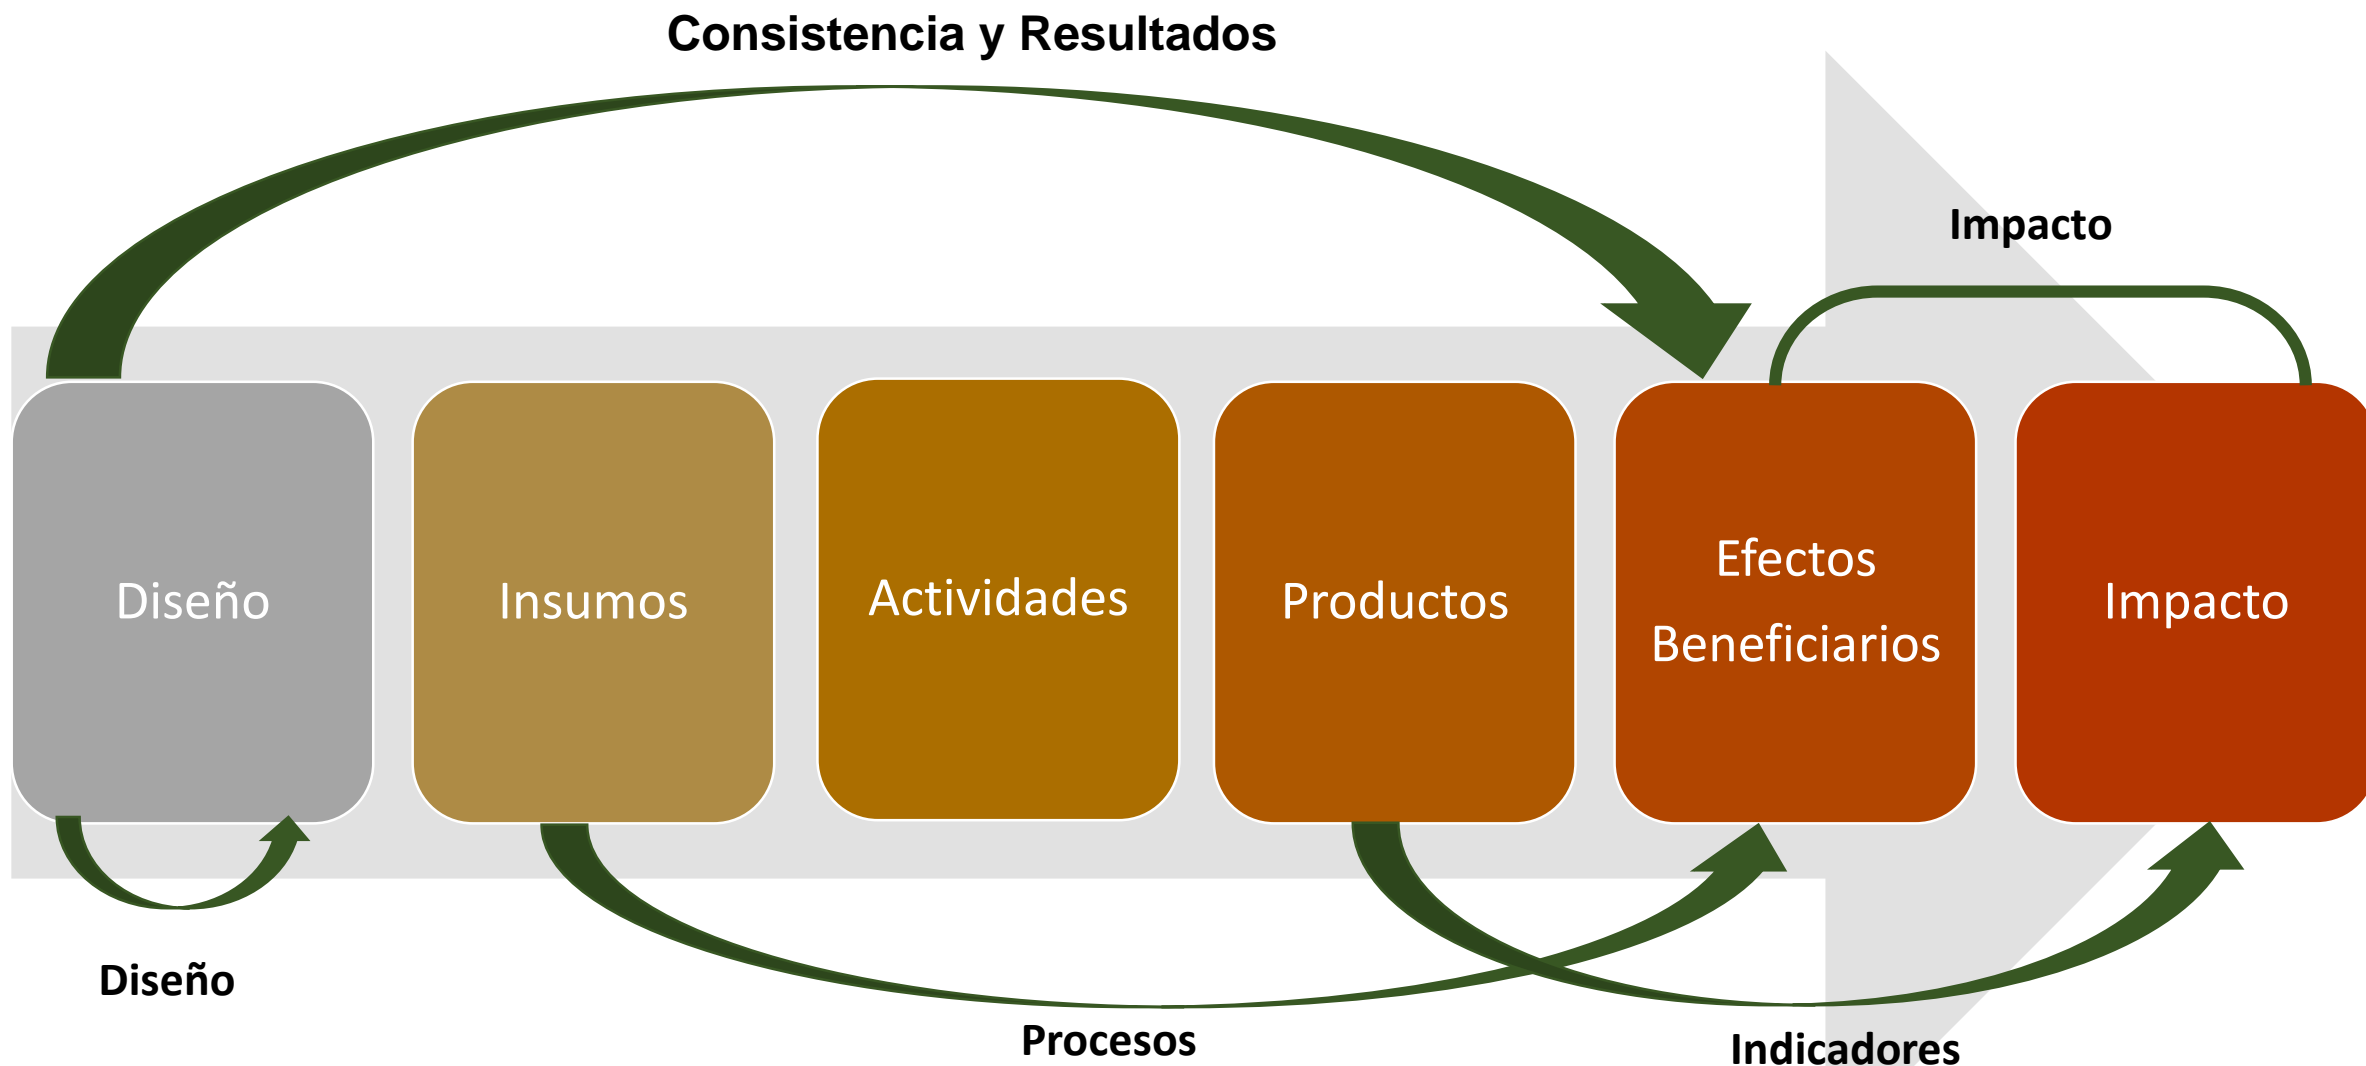 Consistencia y Resultados
Impacto
Diseño
Insumos
Actividades
Productos
Efectos
Beneficiarios
Impacto
Diseño
Procesos
Indicadores